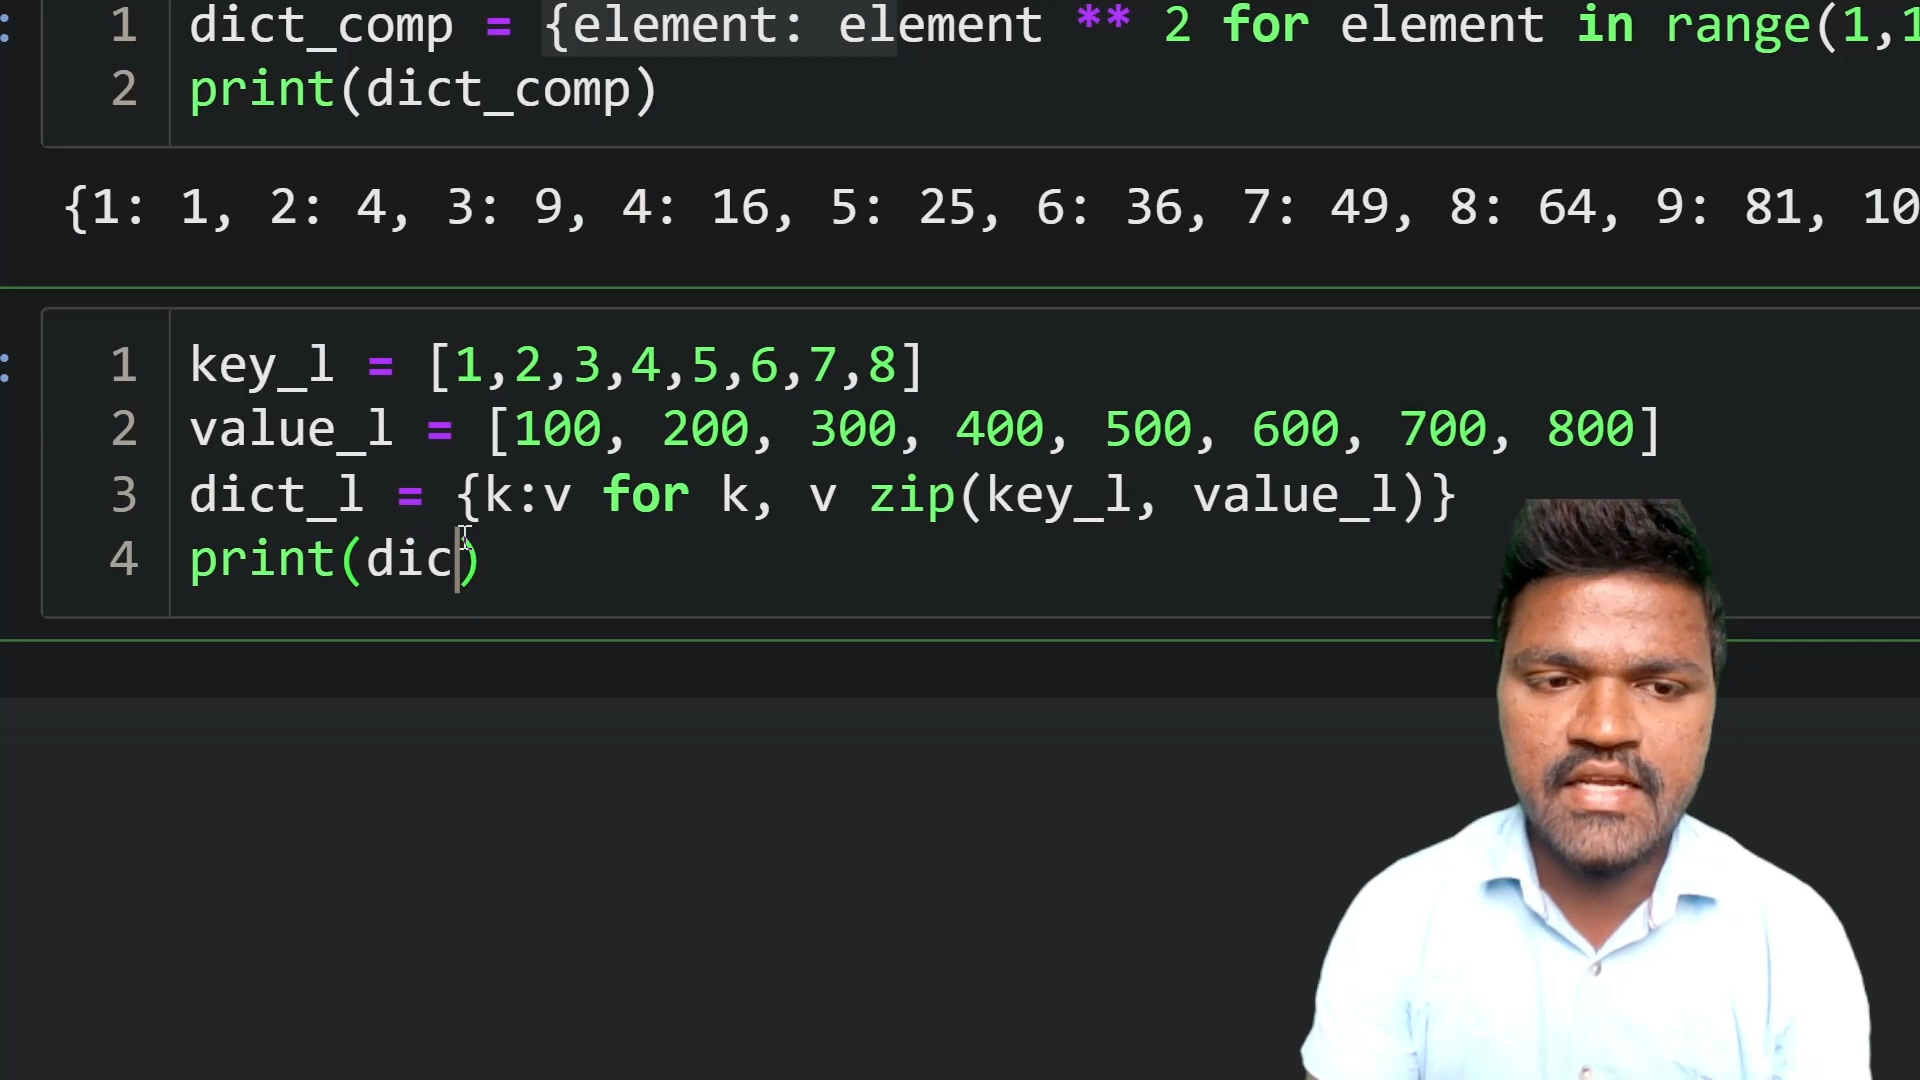 : 1 dict_comp = {element: element ** 2 for element in range(1,1
2 print(dict_comp)
{1: 1, 2: 4, 3: 9, 4: 16, 5: 25, 6: 36, 7: 49, 8: 64, 9: 81, 10
: 1 key_l = [1,2,3,4,5,6,7,8]
2 value_l = [100, 200, 300, 400, 500, 600, 700, 800]
3 dict_l = {k:v for k, v zip(key_l, value_l)}
4 print(dic)